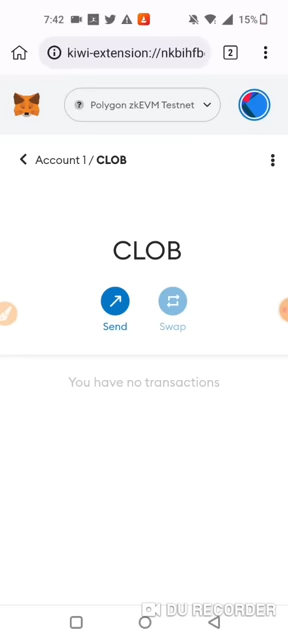 7:42
15%
kiwi-extension://nkbihfb
2
Polygon zkEVM Testnet
Account 1 / CLOB
CLOB
Send
Swap
You have no transactions
DU RECORDER